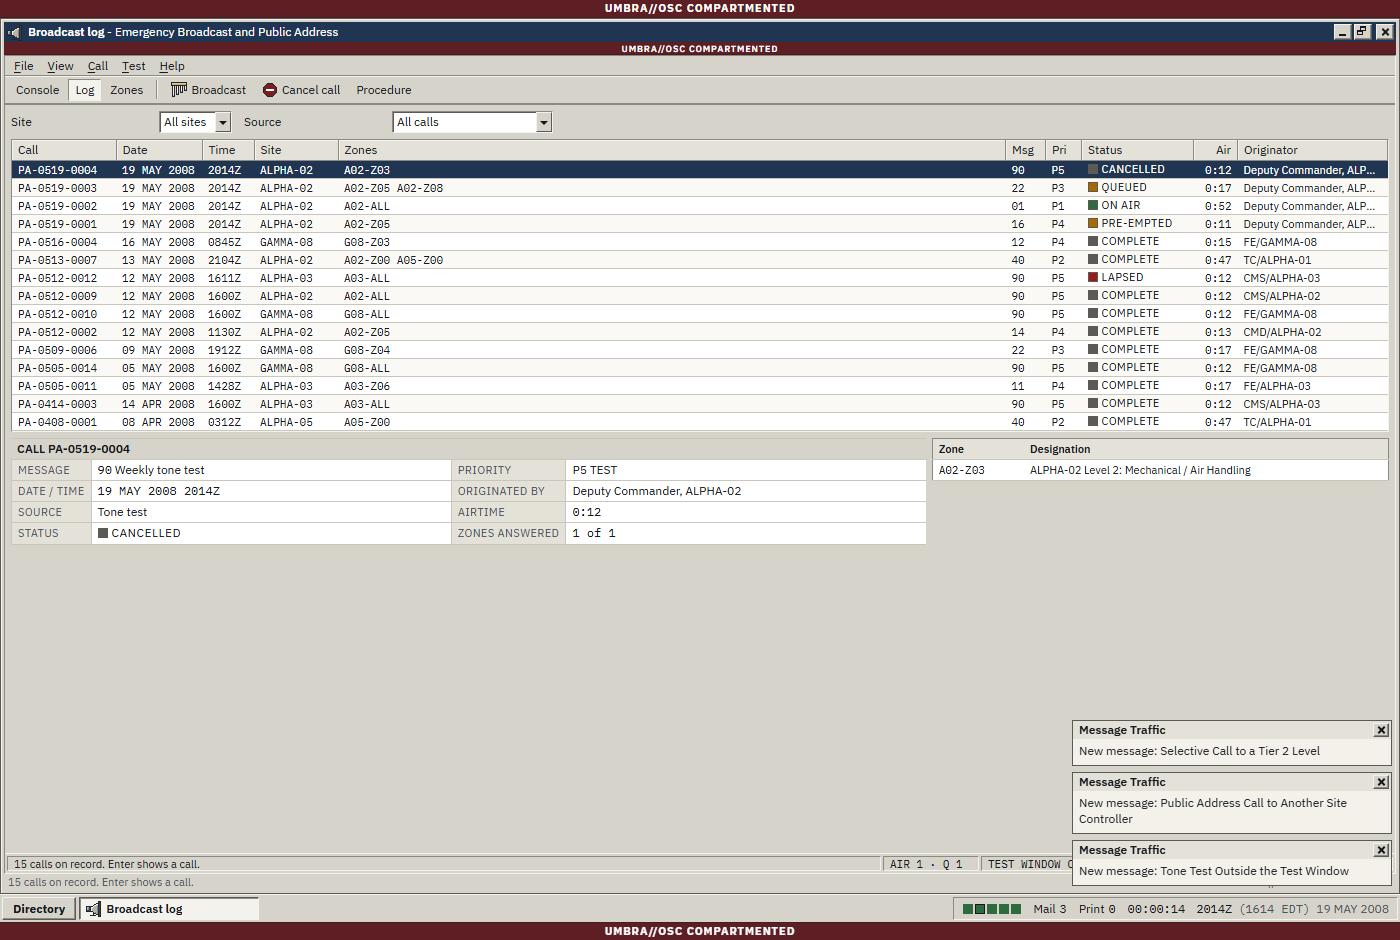 UMBRA//OSC COMPARTMENTED
Broadcast log - Emergency Broadcast and Public Address
UMBRA//OSC COMPARTMENTED
File View Call Test Help
Console Log Zones Broadcast Cancel call Procedure
Site All sites Source All calls
Call Date Time Site Zones Msg Pri Status Air Originator
PA-0519-0004 19 MAY 2008 2014Z ALPHA-02 A02-Z03 90 P5 CANCELLED 0:12 Deputy Commander, ALP...
PA-0519-0003 19 MAY 2008 2014Z ALPHA-02 A02-Z05 A02-Z08 22 P3 QUEUED 0:17 Deputy Commander, ALP...
PA-0519-0002 19 MAY 2008 2014Z ALPHA-02 A02-ALL 01 P1 ON AIR 0:52 Deputy Commander, ALP...
PA-0519-0001 19 MAY 2008 2014Z ALPHA-02 A02-Z05 16 P4 PRE-EMPTED 0:11 Deputy Commander, ALP...
PA-0516-0004 16 MAY 2008 0845Z GAMMA-08 G08-Z03 12 P4 COMPLETE 0:15 FE/GAMMA-08
PA-0513-0007 13 MAY 2008 2104Z ALPHA-02 A02-Z00 A05-Z00 40 P2 COMPLETE 0:47 TC/ALPHA-01
PA-0512-0012 12 MAY 2008 1611Z ALPHA-03 A03-ALL 90 P5 LAPSED 0:12 CMS/ALPHA-03
PA-0512-0009 12 MAY 2008 1600Z ALPHA-02 A02-ALL 90 P5 COMPLETE 0:12 CMS/ALPHA-02
PA-0512-0010 12 MAY 2008 1600Z GAMMA-08 G08-ALL 90 P5 COMPLETE 0:12 FE/GAMMA-08
PA-0512-0002 12 MAY 2008 1130Z ALPHA-02 A02-Z05 14 P4 COMPLETE 0:13 CMD/ALPHA-02
PA-0509-0006 09 MAY 2008 1912Z GAMMA-08 G08-Z04 22 P3 COMPLETE 0:17 FE/GAMMA-08
PA-0505-0014 05 MAY 2008 1600Z GAMMA-08 G08-ALL 90 P5 COMPLETE 0:12 FE/GAMMA-08
PA-0505-0011 05 MAY 2008 1428Z ALPHA-03 A03-Z06 11 P4 COMPLETE 0:17 FE/ALPHA-03
PA-0414-0003 14 APR 2008 1600Z ALPHA-03 A03-ALL 90 P5 COMPLETE 0:12 CMS/ALPHA-03
PA-0408-0001 08 APR 2008 0312Z ALPHA-05 A05-Z00 40 P2 COMPLETE 0:47 TC/ALPHA-01
CALL PA-0519-0004
MESSAGE 90 Weekly tone test PRIORITY P5 TEST
DATE / TIME 19 MAY 2008 2014Z ORIGINATED BY Deputy Commander, ALPHA-02
SOURCE Tone test AIRTIME 0:12
STATUS CANCELLED ZONES ANSWERED 1 of 1
Zone Designation
A02-Z03 ALPHA-02 Level 2: Mechanical / Air Handling
Message Traffic
New message: Selective Call to a Tier 2 Level
Message Traffic
New message: Public Address Call to Another Site
Controller
Message Traffic
New message: Tone Test Outside the Test Window
15 calls on record. Enter shows a call. AIR 1 · Q 1 TEST WINDOW
15 calls on record. Enter shows a call.
Directory Broadcast log Mail 3 Print 0 00:00:14 2014Z (1614 EDT) 19 MAY 2008
UMBRA//OSC COMPARTMENTED